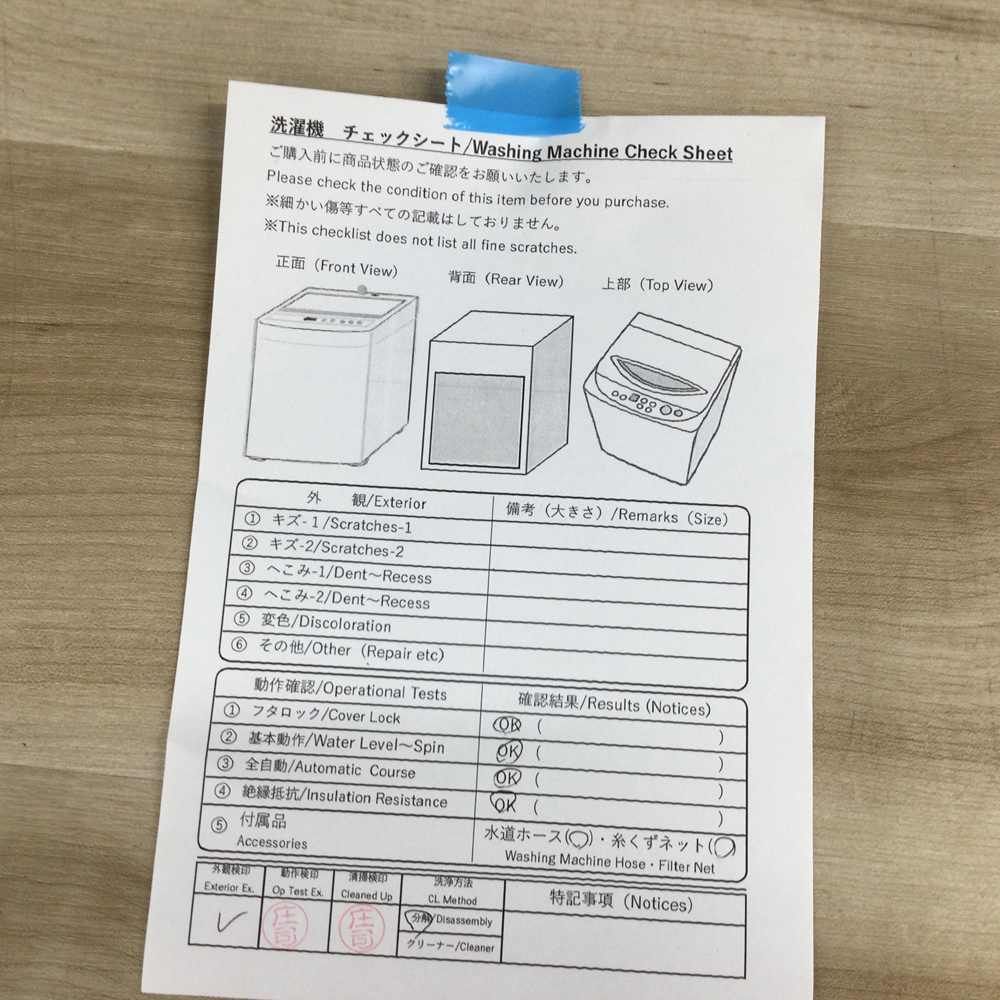 洗濯機　チェックシート/Washing Machine Check Sheet
ご購入前に商品状態のご確認をお願いいたします。
Please check the condition of this item before you purchase.
※細かい傷等すべての記載はしておりません。
※This checklist does not list all fine scratches.
正面（Front View） 背面（Rear View） 上部（Top View）
外　観/Exterior 備考（大きさ）/Remarks（Size）
① キズ-1/Scratches-1
② キズ-2/Scratches-2
③ へこみ-1/Dent～Recess
④ へこみ-2/Dent～Recess
⑤ 変色/Discoloration
⑥ その他/Other（Repair etc）
動作確認/Operational Tests 確認結果/Results (Notices)
① フタロック/Cover Lock OK （ ）
② 基本動作/Water Level～Spin OK （ ）
③ 全自動/Automatic Course OK （ ）
④ 絶縁抵抗/Insulation Resistance OK （ ）
⑤ 付属品 水道ホース(○)・糸くずネット(○)
Accessories Washing Machine Hose・Filter Net
外観検印 動作検印 清掃検印 洗浄方法 特記事項（Notices）
Exterior Ex. Op Test Ex. Cleaned Up CL Method
✓ 庄司 庄司 分解/Disassembly
クリーナー/Cleaner